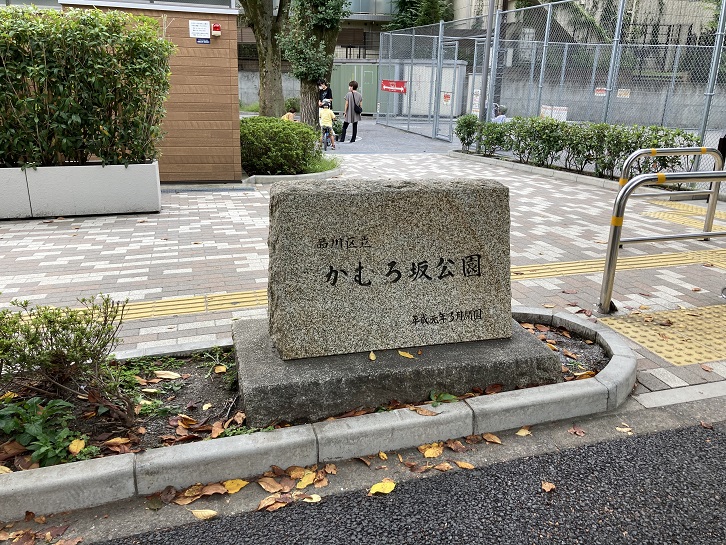 品川区立
かむろ坂公園
平成元年3月開園